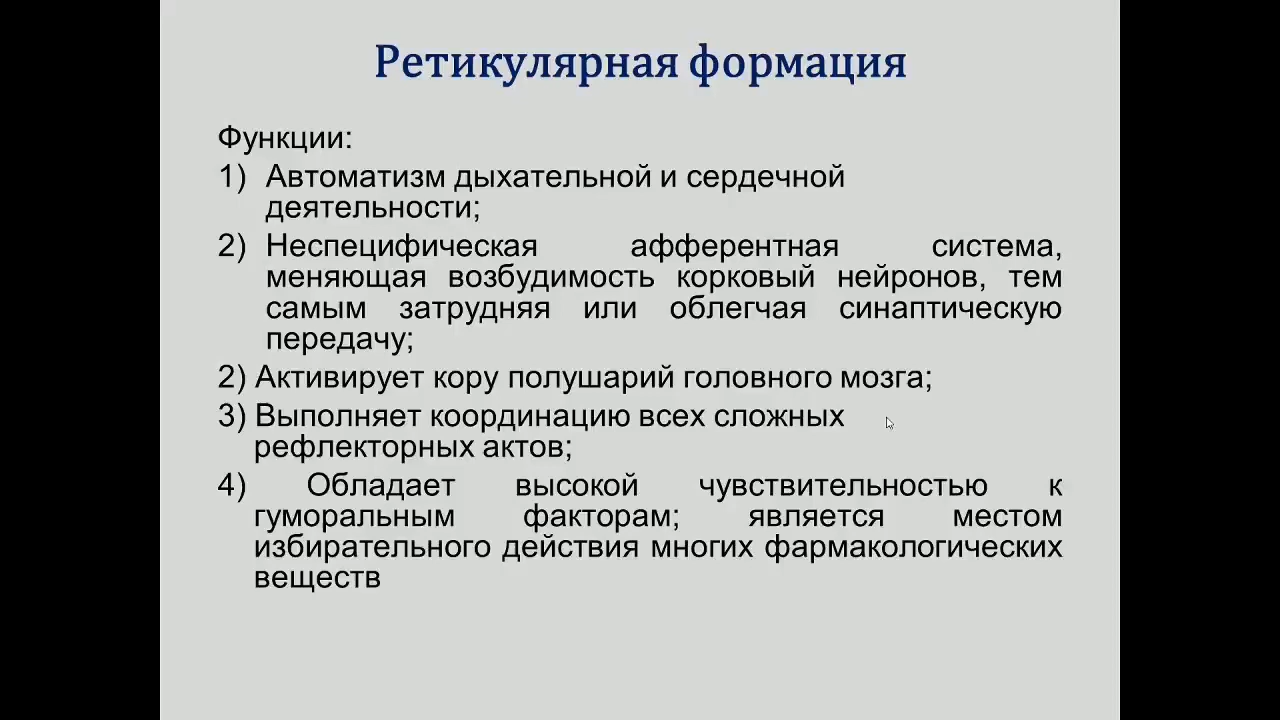 Ретикулярная формация
Функции:
1) Автоматизм дыхательной и сердечной
деятельности;
2) Неспецифическая афферентная система,
меняющая возбудимость корковый нейронов, тем
самым затрудняя или облегчая синаптическую
передачу;
2) Активирует кору полушарий головного мозга;
3) Выполняет координацию всех сложных
рефлекторных актов;
4) Обладает высокой чувствительностью к
гуморальным факторам; является местом
избирательного действия многих фармакологических
веществ